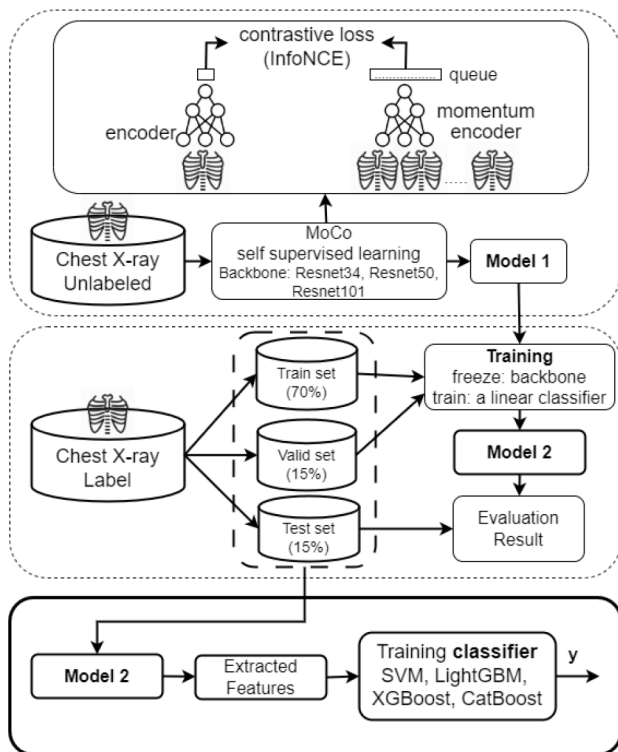 contrastive loss
(InfoNCE)
queue
encoder
momentum
encoder
Chest X-ray
Unlabeled
MoCo
self supervised learning
Backbone: Resnet34, Resnet50,
Resnet101
Model 1
Train set
(70%)
Training
freeze: backbone
train: a linear classifier
Chest X-ray
Label
Valid set
(15%)
Model 2
Test set
(15%)
Evaluation
Result
Model 2
Extracted
Features
Training classifier
SVM, LightGBM,
XGBoost, CatBoost
y